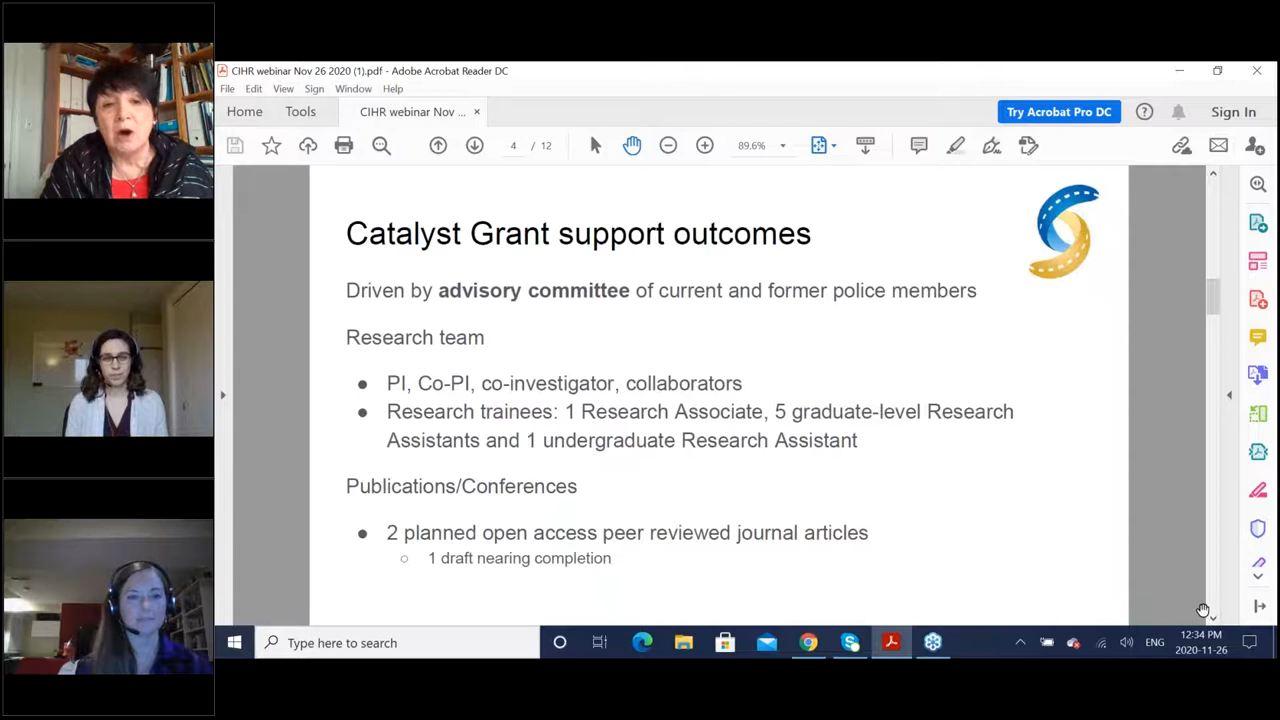 CIHR webinar Nov 26 2020 (1).pdf - Adobe Acrobat Reader DC
File Edit View Sign Window Help
Home Tools CIHR webinar Nov ... × Try Acrobat Pro DC Sign In
4 / 12 89.6%
Catalyst Grant support outcomes
Driven by advisory committee of current and former police members
Research team
● PI, Co-PI, co-investigator, collaborators
● Research trainees: 1 Research Associate, 5 graduate-level Research
Assistants and 1 undergraduate Research Assistant
Publications/Conferences
● 2 planned open access peer reviewed journal articles
○ 1 draft nearing completion
Type here to search
ENG
12:34 PM
2020-11-26